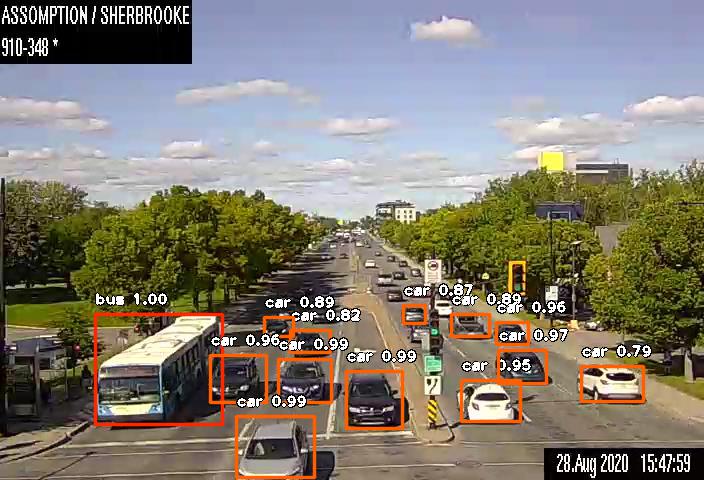 ASSOMPTION / SHERBROOKE
910-348 *
bus 1.00
car 0.87
car 0.89
car 0.89
car 0.96
car 0.82
car 0.96
car 0.99
car 0.97
car 0.99
car 0.95
car 0.79
car 0.99
28.Aug 2020 15:47:59